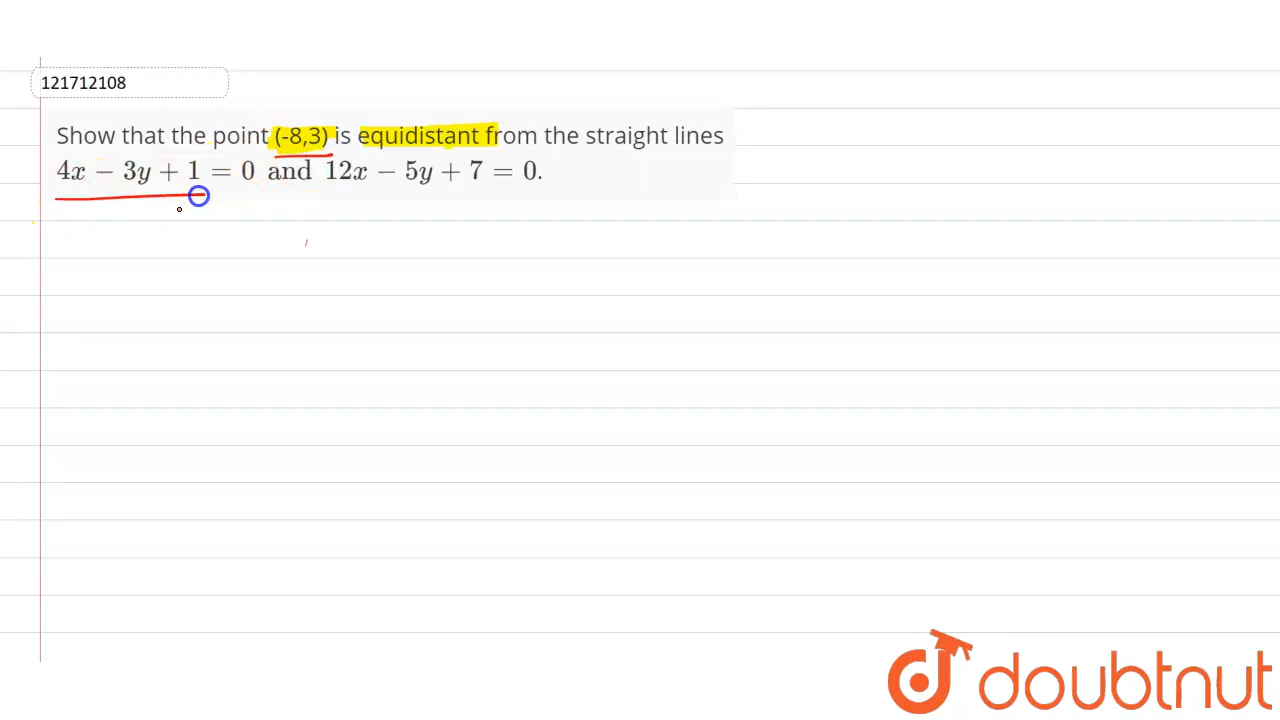 121712108
Show that the point (-8,3) is equidistant from the straight lines
4x − 3y + 1 = 0 and 12x − 5y + 7 = 0.
doubtnut